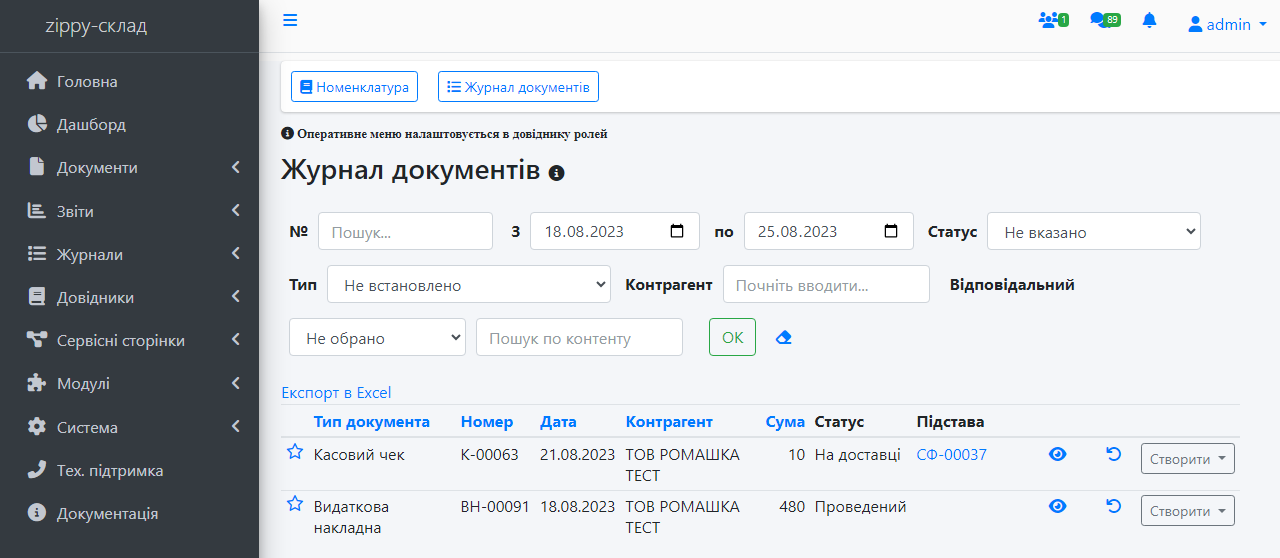 zippy-склад
1
89
admin
Головна
Дашборд
Документи
Звіти
Журнали
Довідники
Сервісні сторінки
Модулі
Система
Тех. підтримка
Документація
Номенклатура Журнал документів
Оперативне меню налаштовується в довіднику ролей
Журнал документів
№ Пошук... З 18.08.2023 по 25.08.2023 Статус Не вказано
Тип Не встановлено Контрагент Почніть вводити... Відповідальний
Не обрано Пошук по контенту ОК
Експорт в Excel
Тип документа Номер Дата Контрагент Сума Статус Підстава
Касовий чек К-00063 21.08.2023 ТОВ РОМАШКА 10 На доставці СФ-00037 Створити
ТЕСТ
Видаткова ВН-00091 18.08.2023 ТОВ РОМАШКА 480 Проведений Створити
накладна ТЕСТ